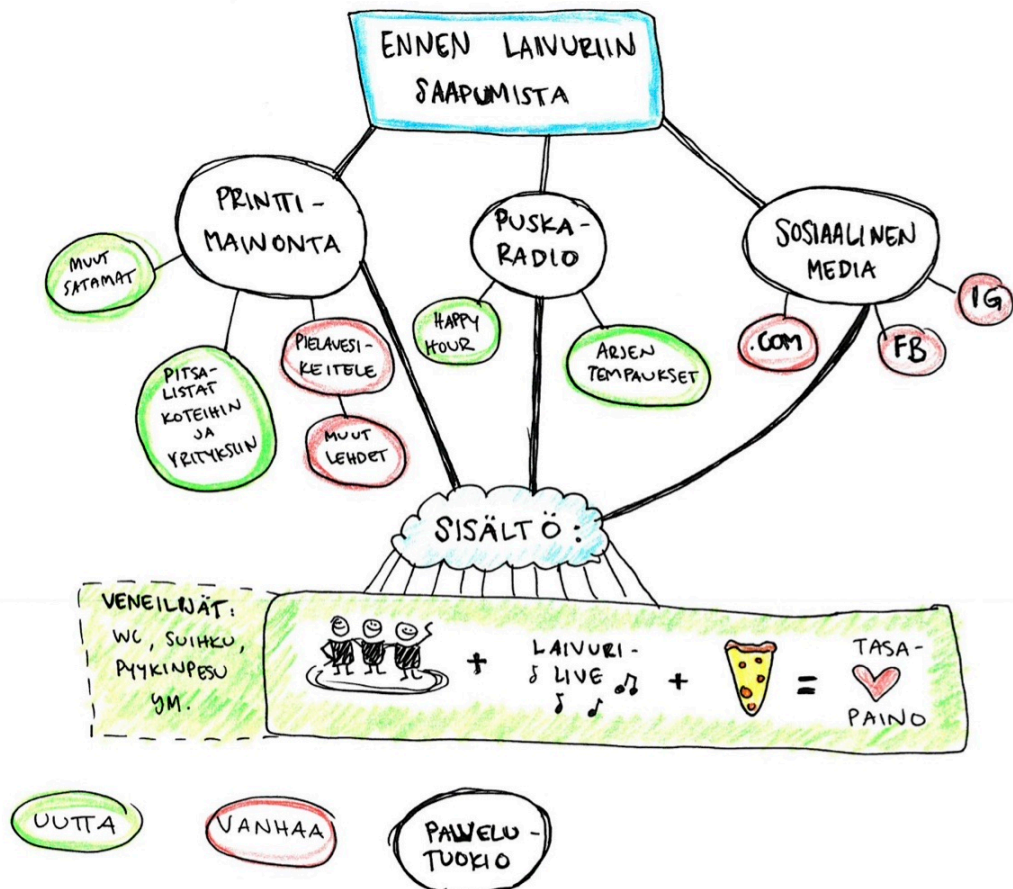 ENNEN LAIVURIIN
SAAPUMISTA
PRINTTI-
MAINONTA
MUUT
SATAMAT
PITSA-
LISTAT
KOTEIHIN
JA
YRITYKSIIN
PIELAVESI-
KEITELE
MUUT
LEHDET
PUSKA-
RADIO
HAPPY
HOUR
ARJEN
TEMPAUKSET
SOSIAALINEN
MEDIA
.COM
FB
IG
SISÄLTÖ:
VENEILIJÄT:
WC, SUIHKU,
PYYKINPESU
YM.
+
LAIVURI-
LIVE
+
=
TASA-
PAINO
UUTTA
VANHAA
PALVELU-
TUOKIO